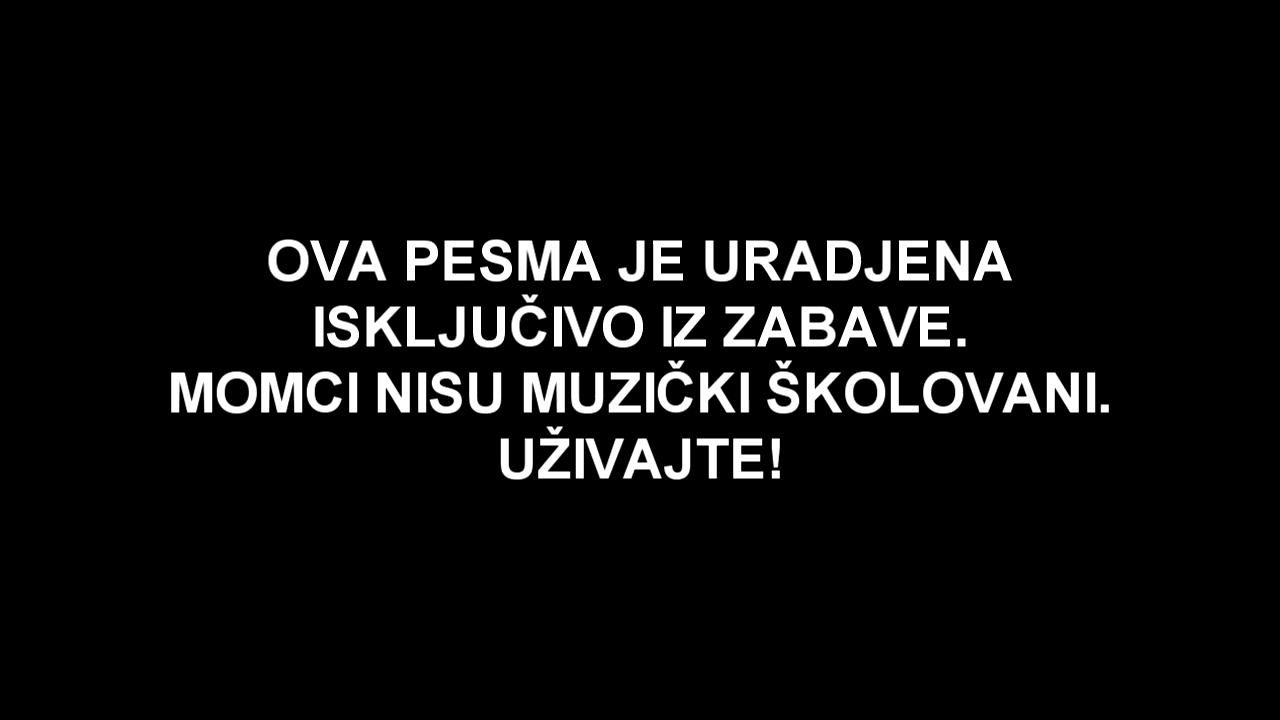 OVA PESMA JE URADJENA
ISKLJUČIVO IZ ZABAVE.
MOMCI NISU MUZIČKI ŠKOLOVANI.
UŽIVAJTE!